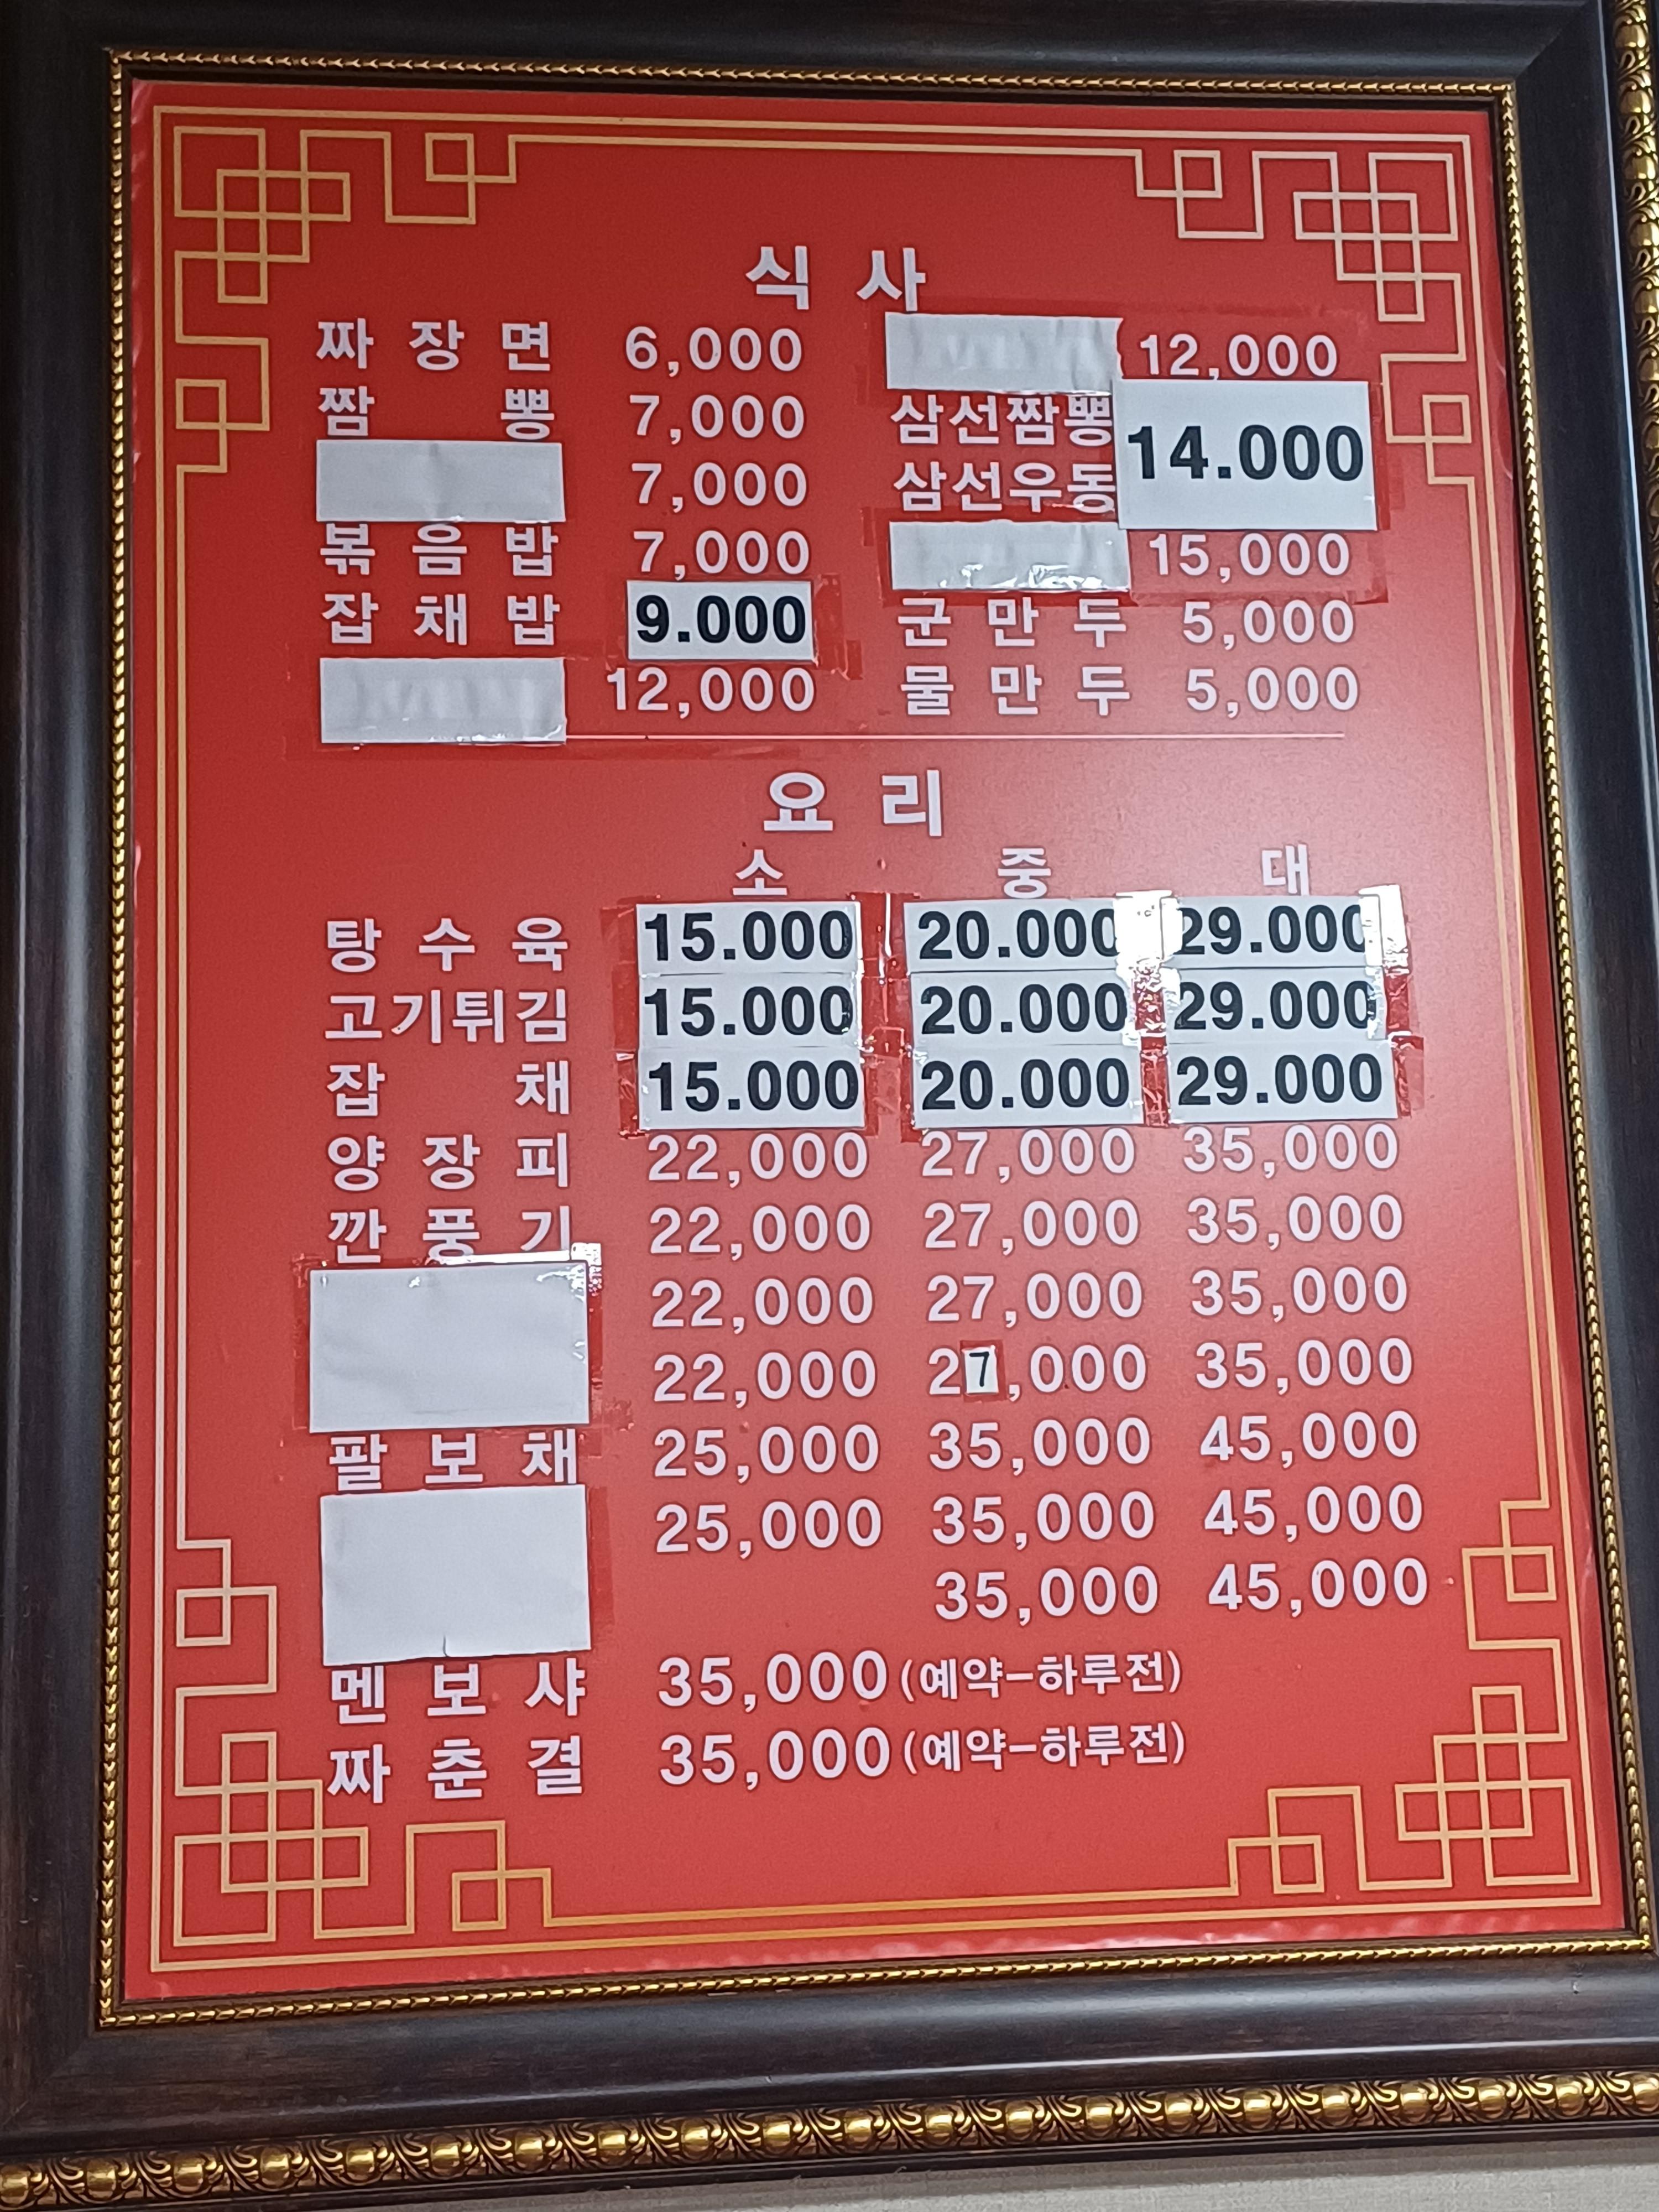 식 사
짜 장 면 6,000 12,000
짬 뽕 7,000 삼선짬뽕 14.000
7,000 삼선우동
볶 음 밥 7,000 15,000
잡 채 밥 9.000 군 만 두 5,000
12,000 물 만 두 5,000
요 리
소 중 대
탕 수 육 15.000 20.000 29.000
고기튀김 15.000 20.000 29.000
잡 채 15.000 20.000 29.000
양 장 피 22,000 27,000 35,000
깐 풍 기 22,000 27,000 35,000
22,000 27,000 35,000
22,000 27,000 35,000
팔 보 채 25,000 35,000 45,000
25,000 35,000 45,000
35,000 45,000
멘 보 샤 35,000 (예약-하루전)
짜 춘 결 35,000 (예약-하루전)